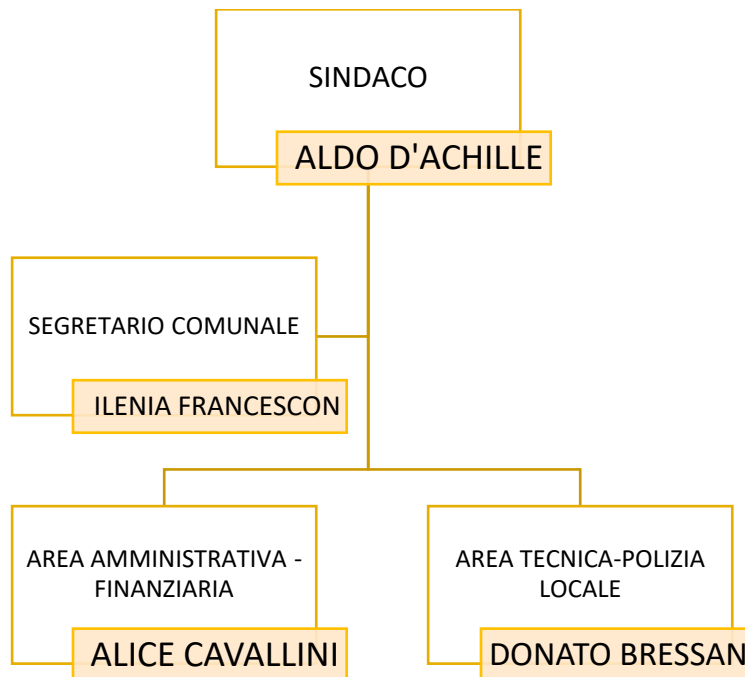 SINDACO
ALDO D'ACHILLE
SEGRETARIO COMUNALE
ILENIA FRANCESCON
AREA AMMINISTRATIVA -
FINANZIARIA
ALICE CAVALLINI
AREA TECNICA-POLIZIA
LOCALE
DONATO BRESSAN